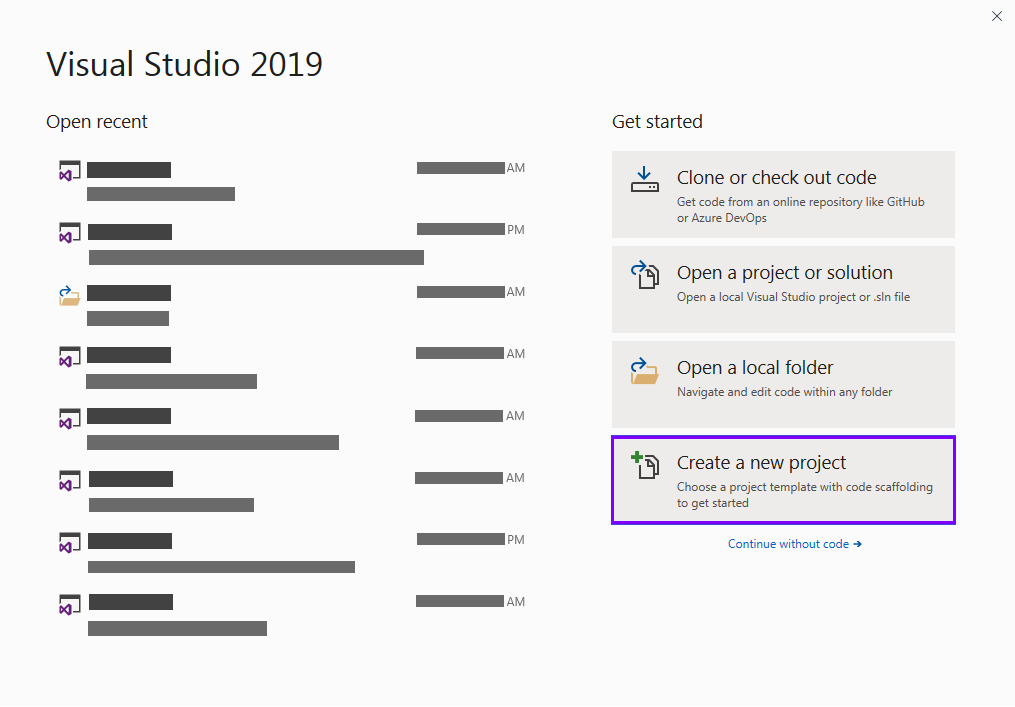 Visual Studio 2019
Open recent
AM
PM
AM
AM
AM
AM
PM
AM
Get started
Clone or check out code
Get code from an online repository like GitHub
or Azure DevOps
Open a project or solution
Open a local Visual Studio project or .sln file
Open a local folder
Navigate and edit code within any folder
Create a new project
Choose a project template with code scaffolding
to get started
Continue without code →